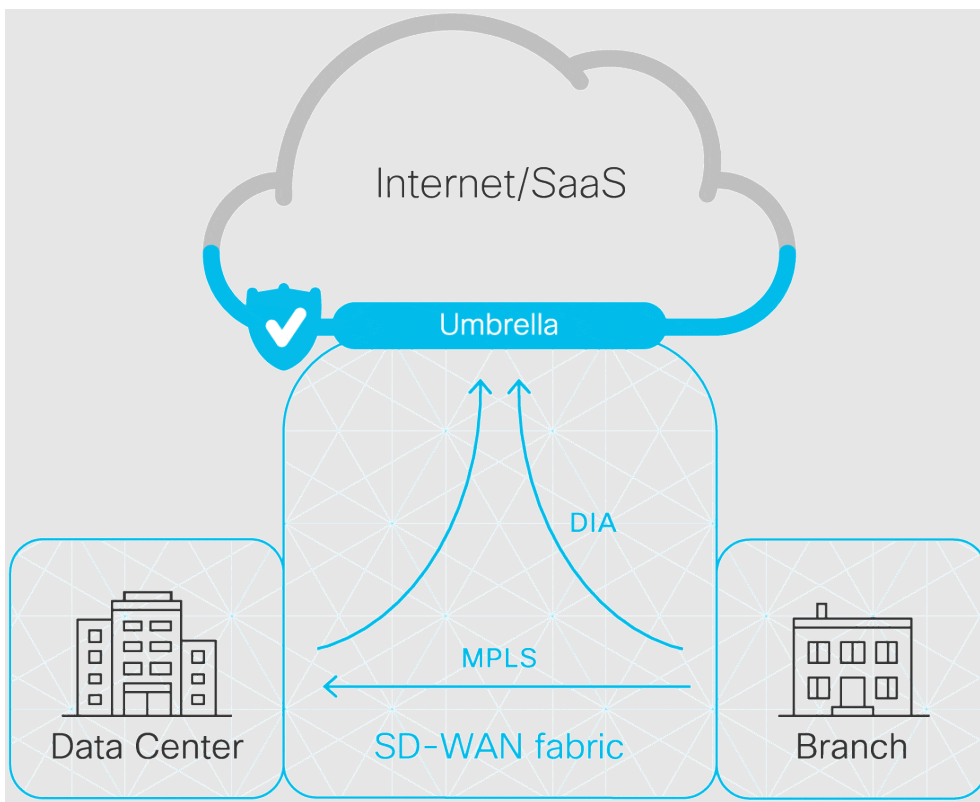 Internet/SaaS
Umbrella
DIA
MPLS
Data Center
SD-WAN fabric
Branch